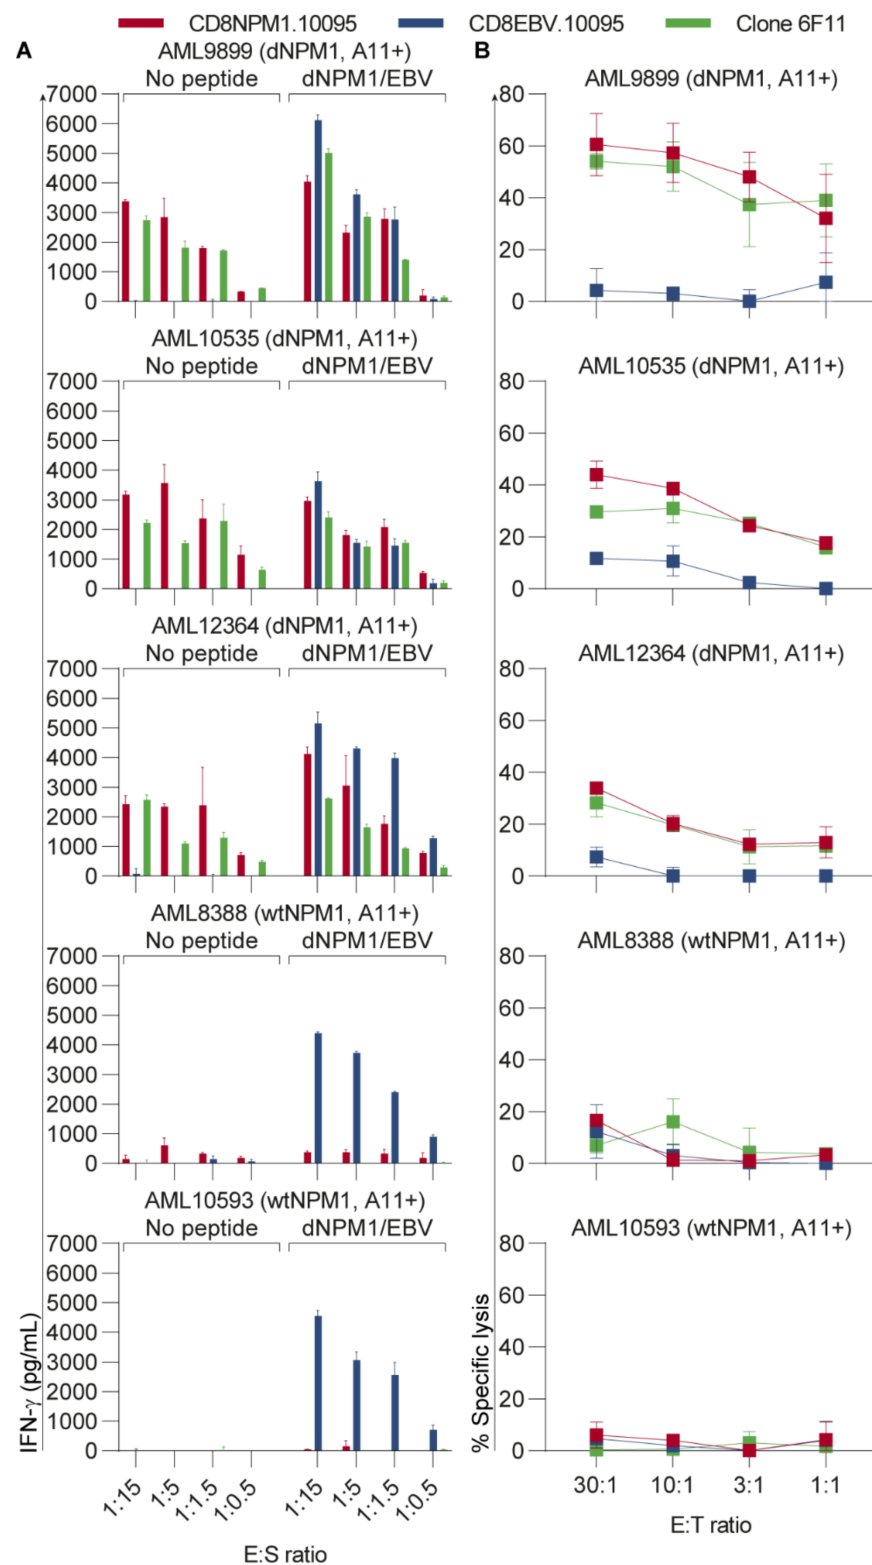 CD8NPM1.10095 CD8EBV.10095 Clone 6F11
A B
AML9899 (dNPM1, A11+)
No peptide dNPM1/EBV
7000
6000
5000
4000
3000
2000
1000
0
AML9899 (dNPM1, A11+)
80
60
40
20
0
AML10535 (dNPM1, A11+)
No peptide dNPM1/EBV
7000
6000
5000
4000
3000
2000
1000
0
AML10535 (dNPM1, A11+)
80
60
40
20
0
AML12364 (dNPM1, A11+)
No peptide dNPM1/EBV
7000
6000
5000
4000
3000
2000
1000
0
AML12364 (dNPM1, A11+)
80
60
40
20
0
AML8388 (wtNPM1, A11+)
No peptide dNPM1/EBV
7000
6000
5000
4000
3000
2000
1000
0
AML8388 (wtNPM1, A11+)
80
60
40
20
0
AML10593 (wtNPM1, A11+)
No peptide dNPM1/EBV
7000
6000
5000
4000
3000
2000
1000
0
IFN-γ (pg/mL)
1:15 1:5 1:1.5 1:0.5 1:15 1:5 1:1.5 1:0.5
E:S ratio
AML10593 (wtNPM1, A11+)
80
60
40
20
0
% Specific lysis
30:1 10:1 3:1 1:1
E:T ratio